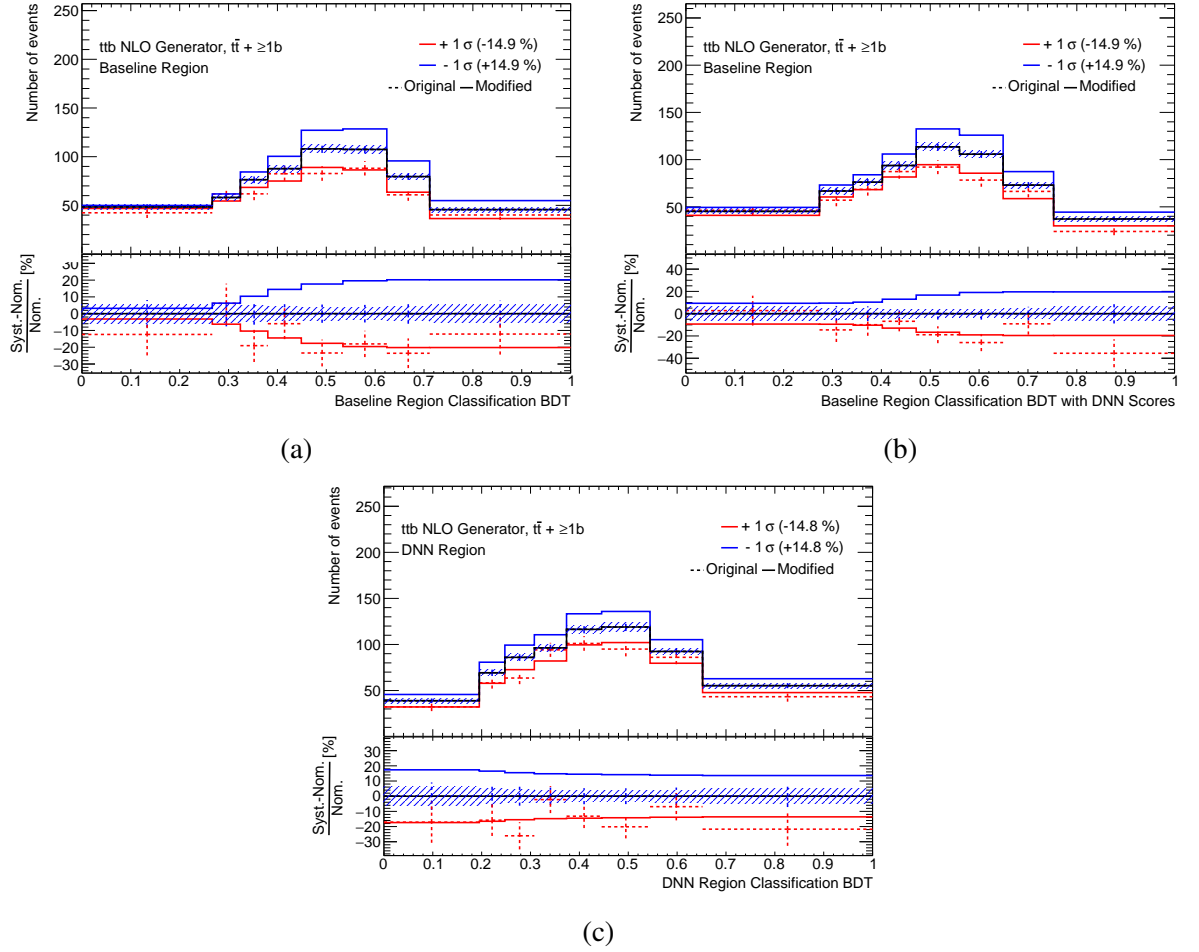 Number of events
250
200
150
100
50
ttb NLO Generator, tt̄ + ≥1b
Baseline Region
+ 1 σ (-14.9 %)
- 1 σ (+14.9 %)
Original Modified
Syst.-Nom.
Nom.
[%]
30
20
10
0
−10
−20
−30
0 0.1 0.2 0.3 0.4 0.5 0.6 0.7 0.8 0.9 1
Baseline Region Classification BDT
(a)
Number of events
250
200
150
100
50
ttb NLO Generator, tt̄ + ≥1b
Baseline Region
+ 1 σ (-14.9 %)
- 1 σ (+14.9 %)
Original Modified
Syst.-Nom.
Nom.
[%]
40
20
0
−20
−40
0 0.1 0.2 0.3 0.4 0.5 0.6 0.7 0.8 0.9 1
Baseline Region Classification BDT with DNN Scores
(b)
Number of events
250
200
150
100
50
ttb NLO Generator, tt̄ + ≥1b
DNN Region
+ 1 σ (-14.8 %)
- 1 σ (+14.8 %)
Original Modified
Syst.-Nom.
Nom.
[%]
30
20
10
0
−10
−20
−30
0 0.1 0.2 0.3 0.4 0.5 0.6 0.7 0.8 0.9 1
DNN Region Classification BDT
(c)